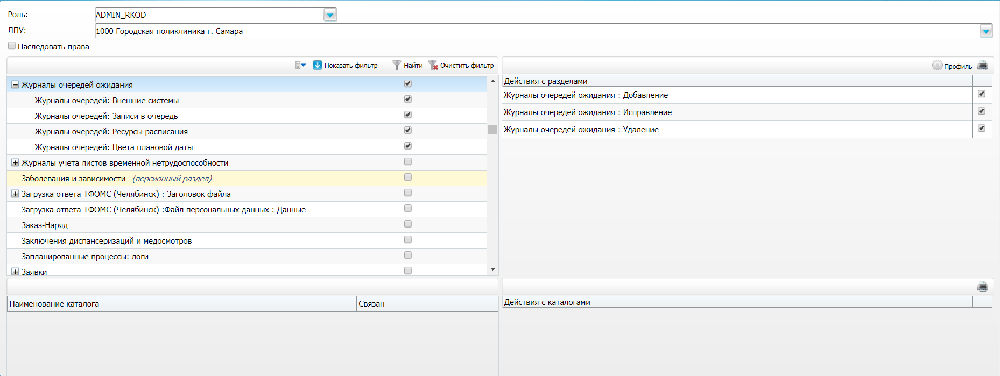 Роль:
ADMIN_RKOD
ЛПУ:
1000 Городская поликлиника г. Самара
Наследовать права
Показать фильтр
Найти
Очистить фильтр
Журналы очередей ожидания
Журналы очередей: Внешние системы
Журналы очередей: Записи в очередь
Журналы очередей: Ресурсы расписания
Журналы очередей: Цвета плановой даты
Журналы учета листов временной нетрудоспособности
Заболевания и зависимости (версионный раздел)
Загрузка ответа ТФОМС (Челябинск) : Заголовок файла
Загрузка ответа ТФОМС (Челябинск) :Файл персональных данных : Данные
Заказ-Наряд
Заключения диспансеризаций и медосмотров
Запланированные процессы: логи
Заявки
Профиль
Действия с разделами
Журналы очередей ожидания : Добавление
Журналы очередей ожидания : Исправление
Журналы очередей ожидания : Удаление
Наименование каталога
Связан
Действия с каталогами